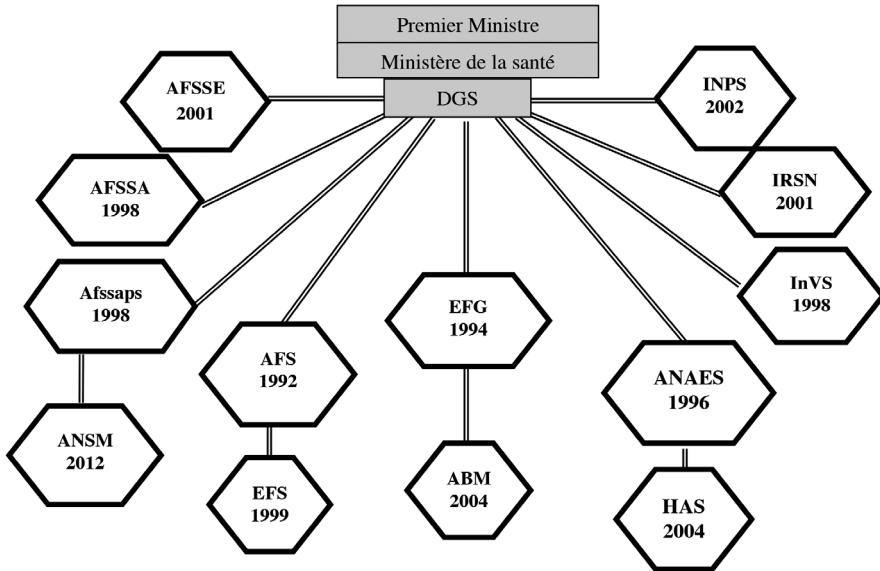 Premier Ministre
Ministère de la santé
DGS
AFSSE
2001
INPS
2002
AFSSA
1998
IRSN
2001
Afssaps
1998
EFG
1994
InVS
1998
AFS
1992
ANAES
1996
ANSM
2012
EFS
1999
ABM
2004
HAS
2004